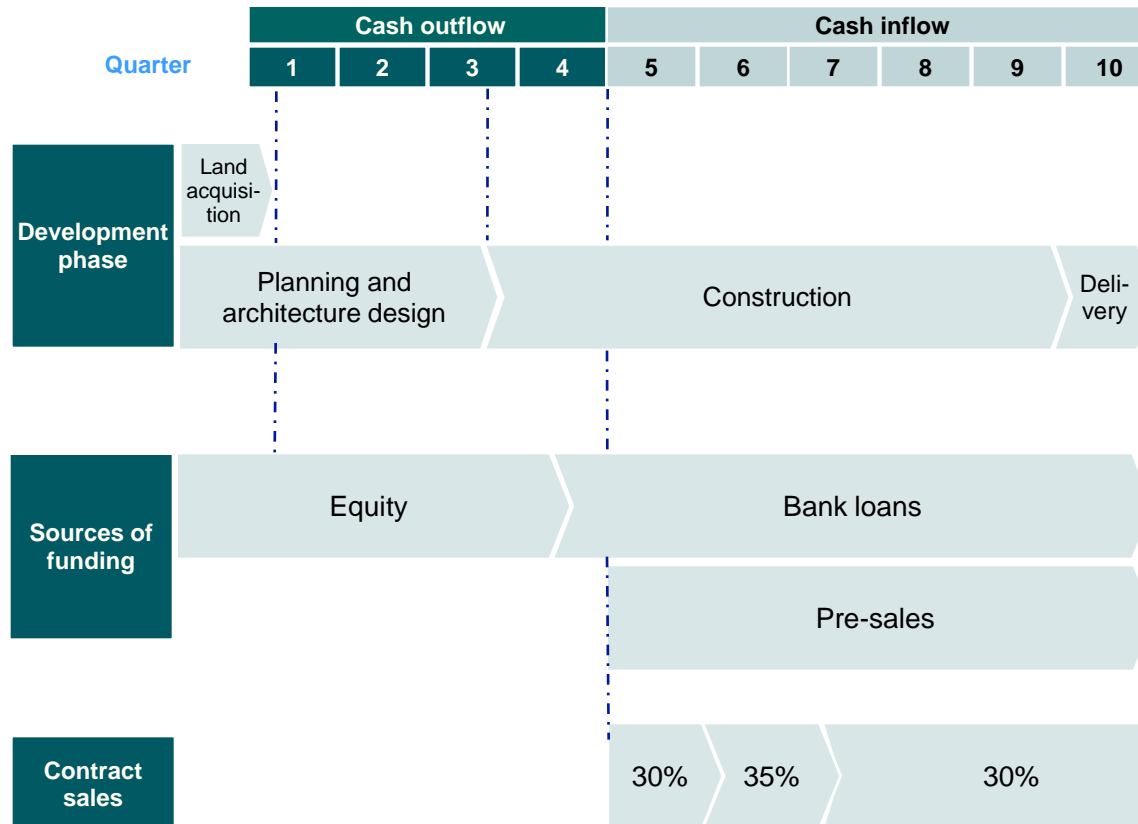 Cash outflow
Cash inflow
Quarter
1
2
3
4
5
6
7
8
9
10
Development
phase
Land
acquisi-
tion
Planning and
architecture design
Construction
Deli-
very
Sources of
funding
Equity
Bank loans
Pre-sales
Contract
sales
30%
35%
30%